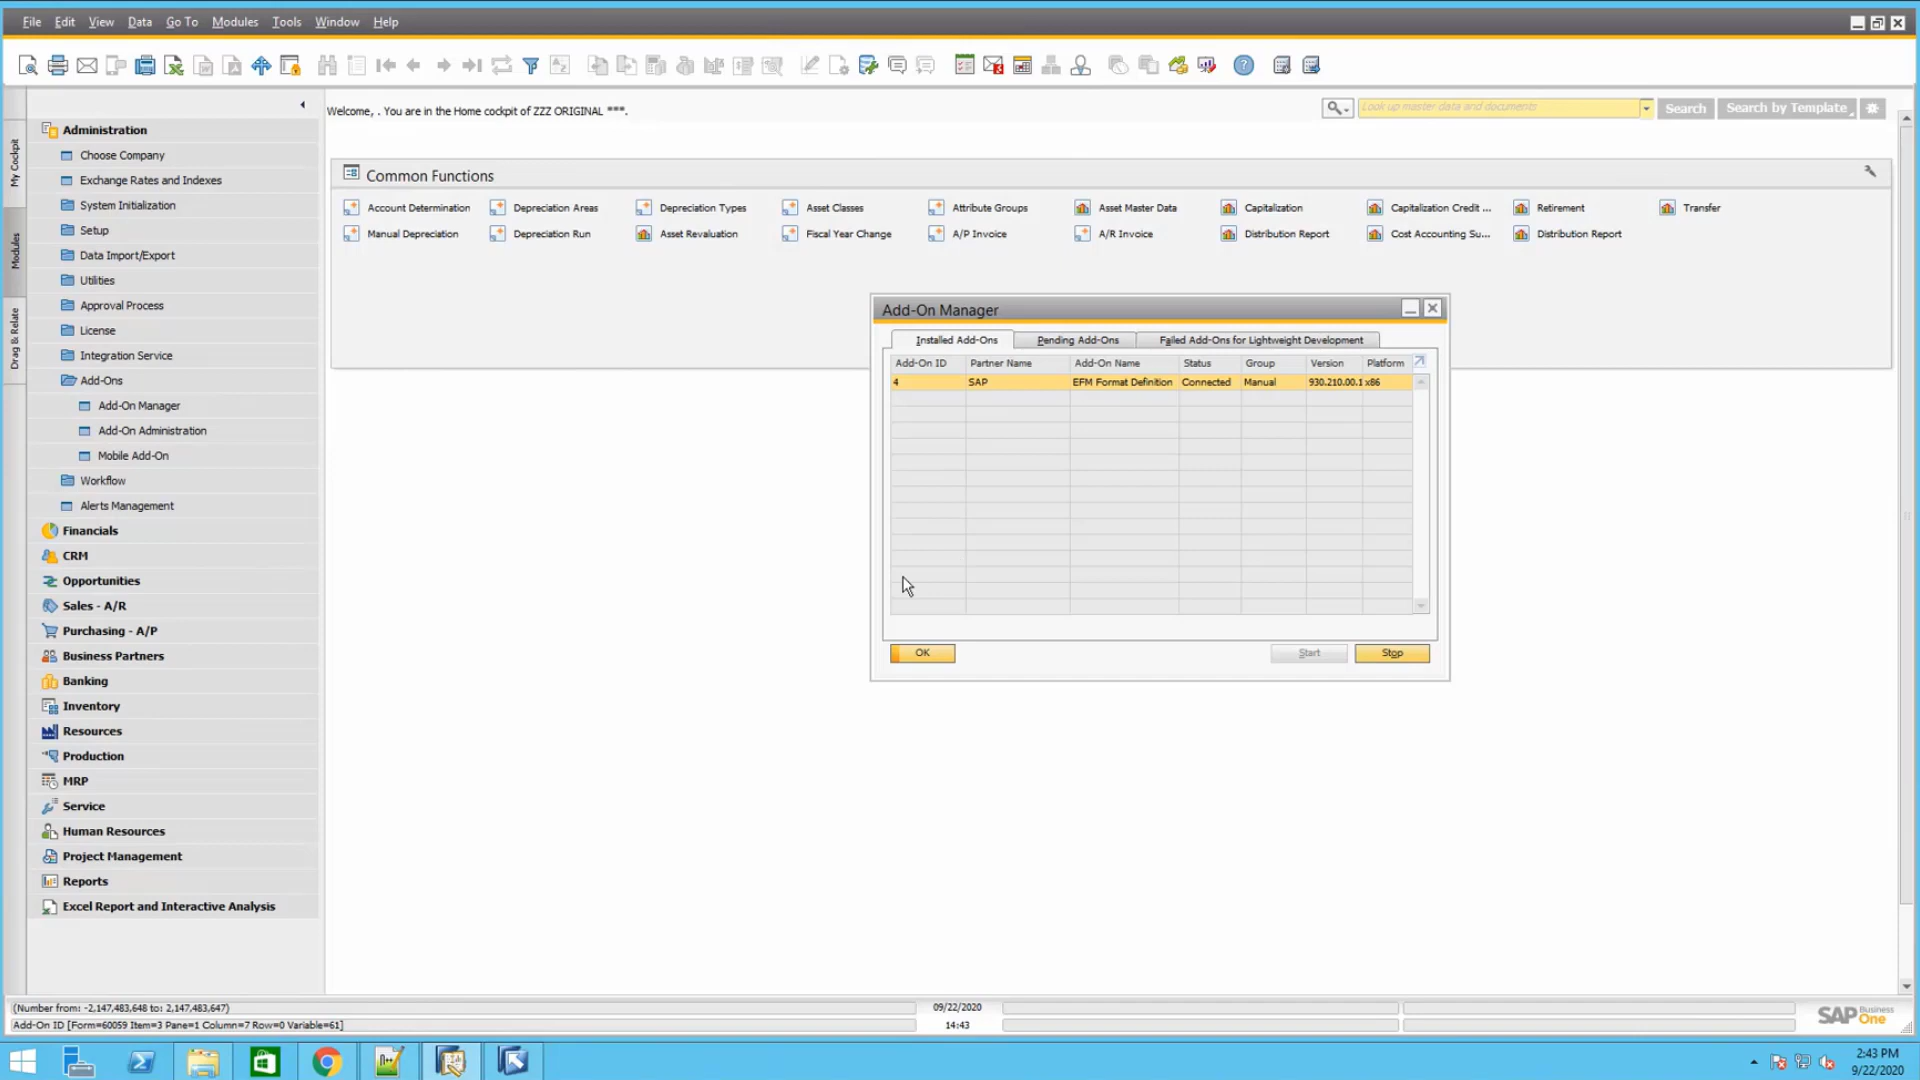 File Edit View Data Go To Modules Tools Window Help
Welcome, . You are in the Home cockpit of ZZZ ORIGINAL ***.
Look up master data and documents
Search
Search by Template
My Cockpit
Modules
Drag & Relate
Administration
Choose Company
Exchange Rates and Indexes
System Initialization
Setup
Data Import/Export
Utilities
Approval Process
License
Integration Service
Add-Ons
Add-On Manager
Add-On Administration
Mobile Add-On
Workflow
Alerts Management
Financials
CRM
Opportunities
Sales - A/R
Purchasing - A/P
Business Partners
Banking
Inventory
Resources
Production
MRP
Service
Human Resources
Project Management
Reports
Excel Report and Interactive Analysis
Common Functions
Account Determination Depreciation Areas Depreciation Types Asset Classes Attribute Groups Asset Master Data Capitalization Capitalization Credit ... Retirement Transfer
Manual Depreciation Depreciation Run Asset Revaluation Fiscal Year Change A/P Invoice A/R Invoice Distribution Report Cost Accounting Su... Distribution Report
Add-On Manager
Installed Add-Ons Pending Add-Ons Failed Add-Ons for Lightweight Development
Add-On ID Partner Name Add-On Name Status Group Version Platform
4 SAP EFM Format Definition Connected Manual 930.210.00.1 x86
OK Start Stop
(Number from: -2,147,483,648 to: 2,147,483,647)
09/22/2020
Add-On ID [Form=60059 Item=3 Pane=1 Column=7 Row=0 Variable=61]
14:43
SAP Business One
2:43 PM
9/22/2020